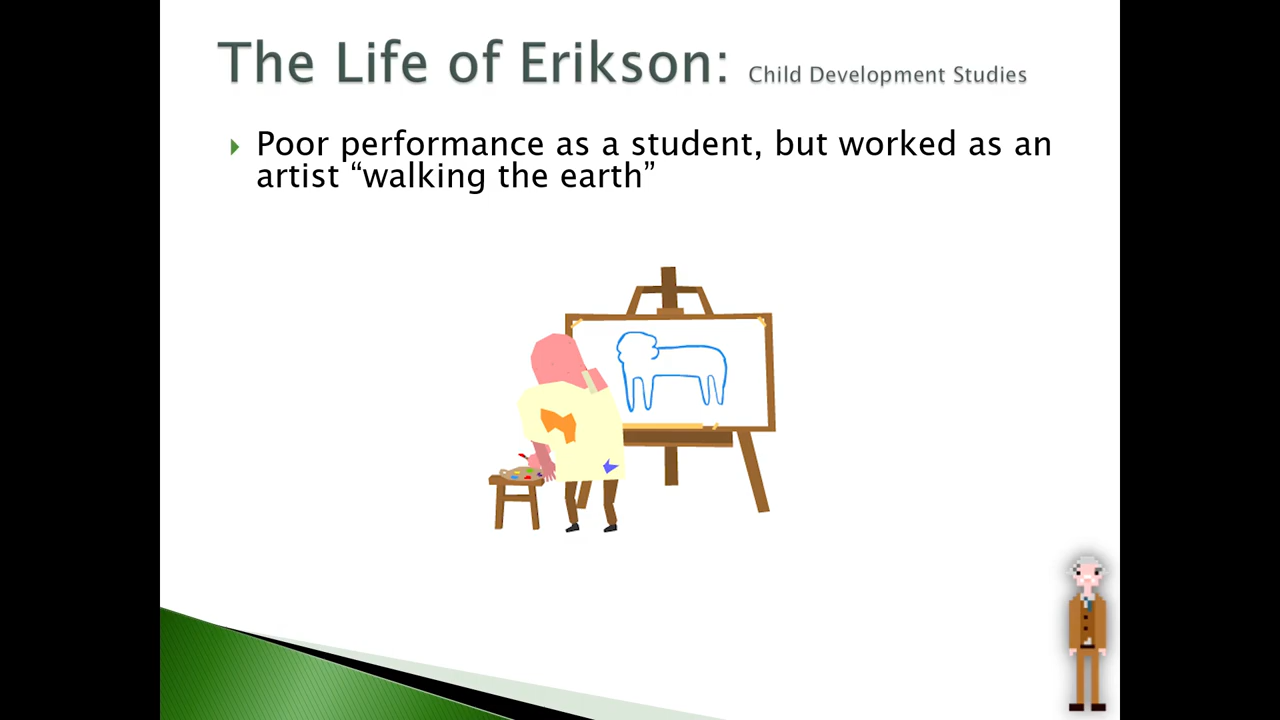 The Life of Erikson: Child Development Studies
Poor performance as a student, but worked as an
artist “walking the earth”